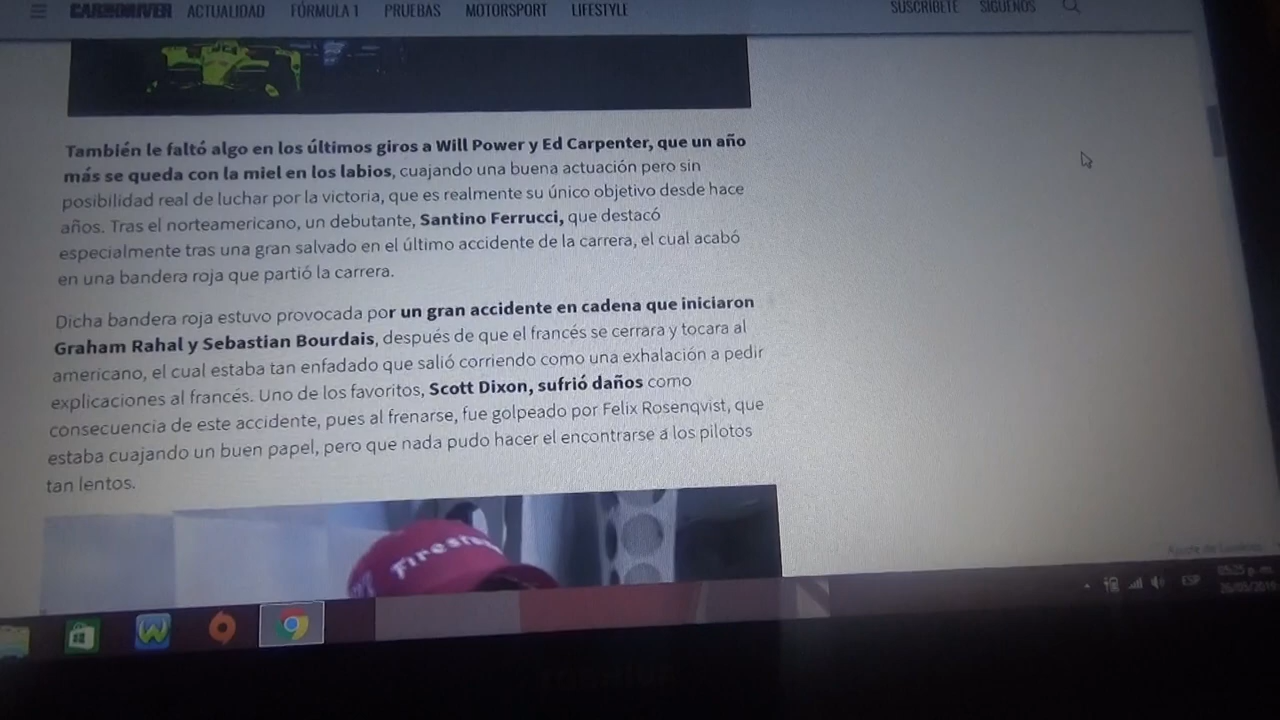 CARANDDRIVER ACTUALIDAD FÓRMULA 1 PRUEBAS MOTORSPORT LIFESTYLE SUSCRÍBETE SÍGUENOS
También le faltó algo en los últimos giros a Will Power y Ed Carpenter, que un año
más se queda con la miel en los labios, cuajando una buena actuación pero sin
posibilidad real de luchar por la victoria, que es realmente su único objetivo desde hace
años. Tras el norteamericano, un debutante, Santino Ferrucci, que destacó
especialmente tras una gran salvado en el último accidente de la carrera, el cual acabó
en una bandera roja que partió la carrera.
Dicha bandera roja estuvo provocada por un gran accidente en cadena que iniciaron
Graham Rahal y Sebastian Bourdais, después de que el francés se cerrara y tocara al
americano, el cual estaba tan enfadado que salió corriendo como una exhalación a pedir
explicaciones al francés. Uno de los favoritos, Scott Dixon, sufrió daños como
consecuencia de este accidente, pues al frenarse, fue golpeado por Felix Rosenqvist, que
estaba cuajando un buen papel, pero que nada pudo hacer el encontrarse a los pilotos
tan lentos.
Firestone
ESP
05:25 p. m.
TOSHIBA